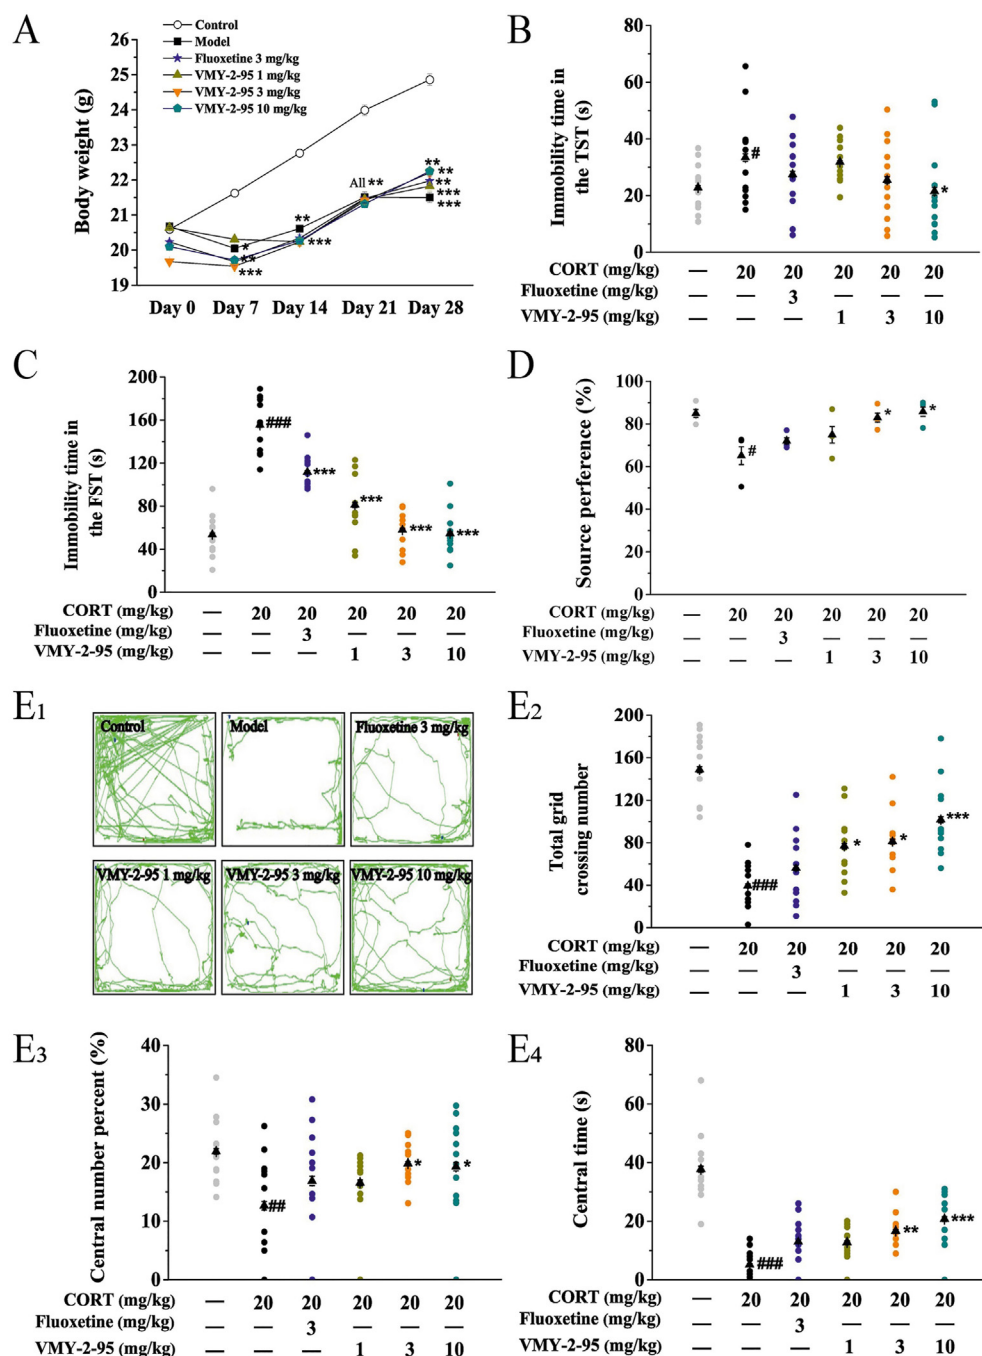 A
Control
Model
Fluoxetine 3 mg/kg
VMY-2-95 1 mg/kg
VMY-2-95 3 mg/kg
VMY-2-95 10 mg/kg
Body weight (g)
26
25
24
23
22
21
20
19
All **
*
**
***
**
***
**
**
**
***
***
Day 0 Day 7 Day 14 Day 21 Day 28
B
Immobility time in
the TST (s)
80
60
40
20
0
#
*
CORT (mg/kg) — 20 20 20 20 20
Fluoxetine (mg/kg) — — 3 — — —
VMY-2-95 (mg/kg) — — — 1 3 10
C
Immobility time in
the FST (s)
200
160
120
80
40
0
###
***
***
***
***
CORT (mg/kg) — 20 20 20 20 20
Fluoxetine (mg/kg) — — 3 — — —
VMY-2-95 (mg/kg) — — — 1 3 10
D
Source perference (%)
100
80
60
40
20
0
#
*
*
CORT (mg/kg) — 20 20 20 20 20
Fluoxetine (mg/kg) — — 3 — — —
VMY-2-95 (mg/kg) — — — 1 3 10
E1
Control
Model
Fluoxetine 3 mg/kg
VMY-2-95 1 mg/kg
VMY-2-95 3 mg/kg
VMY-2-95 10 mg/kg
E2
Total grid
crossing number
200
160
120
80
40
0
###
*
*
***
CORT (mg/kg) — 20 20 20 20 20
Fluoxetine (mg/kg) — — 3 — — —
VMY-2-95 (mg/kg) — — — 1 3 10
E3
Central number percent (%)
40
30
20
10
0
##
*
*
CORT (mg/kg) — 20 20 20 20 20
Fluoxetine (mg/kg) — — 3 — — —
VMY-2-95 (mg/kg) — — — 1 3 10
E4
Central time (s)
80
60
40
20
0
###
**
***
CORT (mg/kg) — 20 20 20 20 20
Fluoxetine (mg/kg) — — 3 — — —
VMY-2-95 (mg/kg) — — — 1 3 10